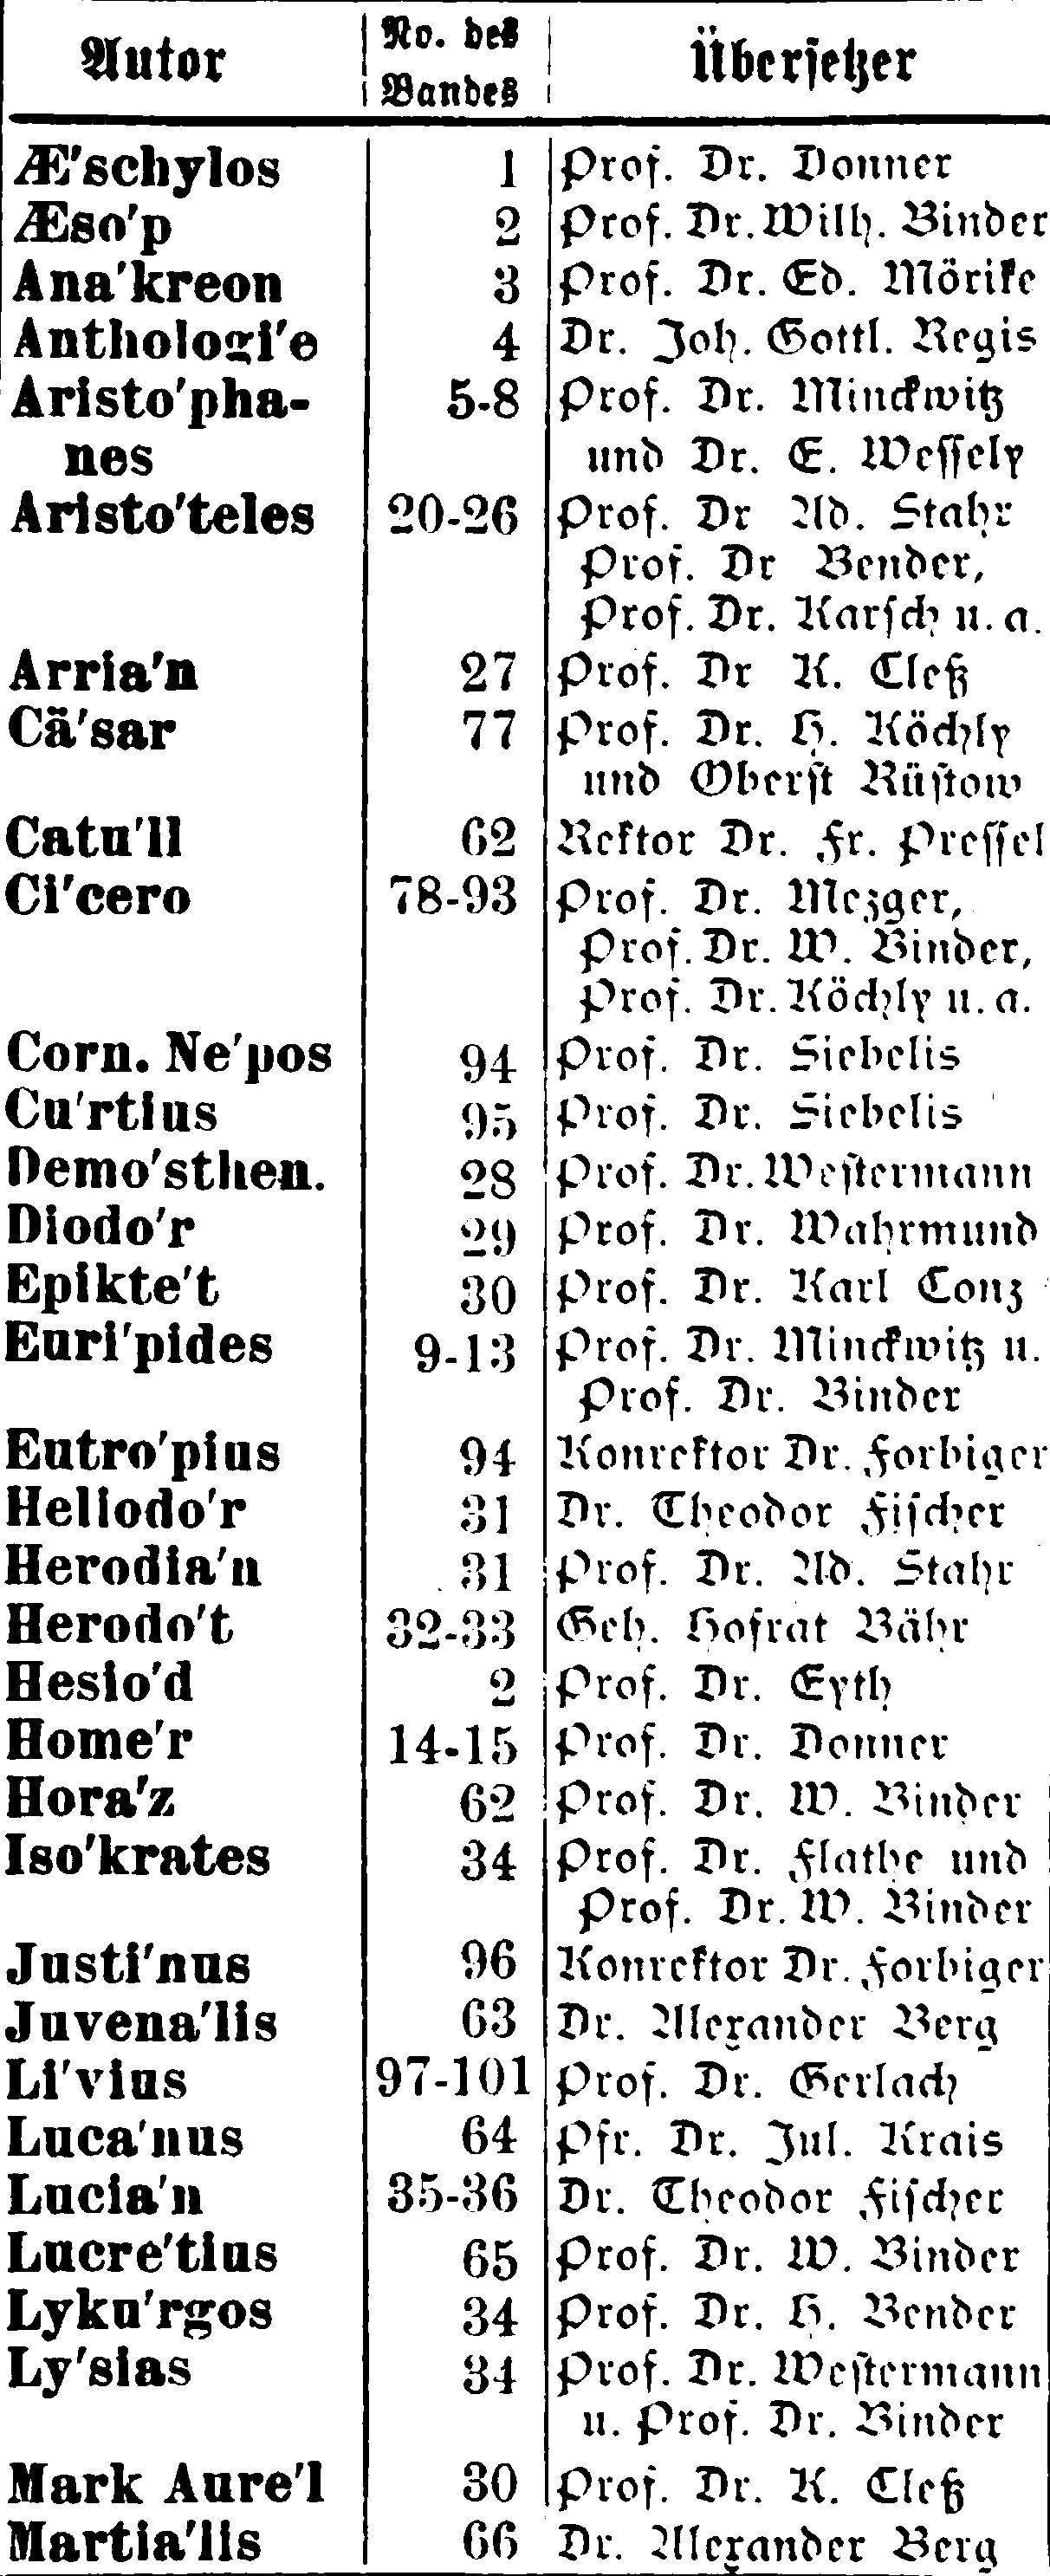 Autor No. des Bandes Übersetzer
Æ'schylos 1 Prof. Dr. Donner
Æso'p 2 Prof. Dr. Wilh. Binder
Ana'kreon 3 Prof. Dr. Ed. Mörike
Anthologi'e 4 Dr. Joh. Gottl. Regis
Aristo'pha- 5-8 Prof. Dr. Minckwitz
nes und Dr. E. Wessely
Aristo'teles 20-26 Prof. Dr Ad. Stahr
Prof. Dr Bender,
Prof. Dr. Karsch u. a.
Arria'n 27 Prof. Dr K. Cleß
Cä'sar 77 Prof. Dr. H. Köchly
und Oberst Rüstow
Catu'll 62 Rektor Dr. Fr. Pressel
Ci'cero 78-93 Prof. Dr. Mezger,
Prof. Dr. W. Binder,
Prof. Dr. Köchly u. a.
Corn. Ne'pos 94 Prof. Dr. Siebelis
Cu'rtius 95 Prof. Dr. Siebelis
Demo'sthen. 28 Prof. Dr. Westermann
Diodo'r 29 Prof. Dr. Wahrmund
Epikte't 30 Prof. Dr. Karl Conz
Euri'pides 9-13 Prof. Dr. Minckwitz u.
Prof. Dr. Binder
Eutro'pius 94 Konrektor Dr. Forbiger
Heliodo'r 31 Dr. Theodor Fischer
Herodia'n 31 Prof. Dr. Ad. Stahr
Herodo't 32-33 Geh. Hofrat Bähr
Hesio'd 2 Prof. Dr. Eyth
Home'r 14-15 Prof. Dr. Donner
Hora'z 62 Prof. Dr. W. Binder
Iso'krates 34 Prof. Dr. Flathe und
Prof. Dr. W. Binder
Justi'nus 96 Konrektor Dr. Forbiger
Juvena'lis 63 Dr. Alexander Berg
Li'vius 97-101 Prof. Dr. Gerlach
Luca'nus 64 Pfr. Dr. Jul. Krais
Lucia'n 35-36 Dr. Theodor Fischer
Lucre'tius 65 Prof. Dr. W. Binder
Lyku'rgos 34 Prof. Dr. H. Bender
Ly'sias 34 Prof. Dr. Westermann
u. Prof. Dr. Binder
Mark Aure'l 30 Prof. Dr. K. Cleß
Martia'lis 66 Dr. Alexander Berg